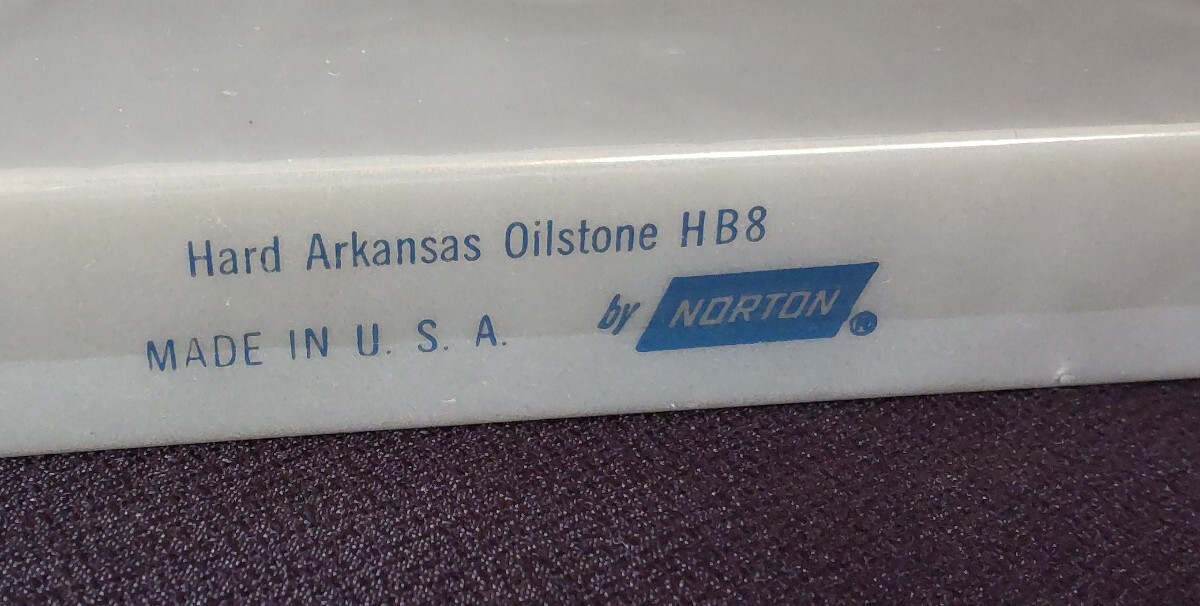 Hard Arkansas Oilstone HB8
MADE IN U. S. A. by NORTON®